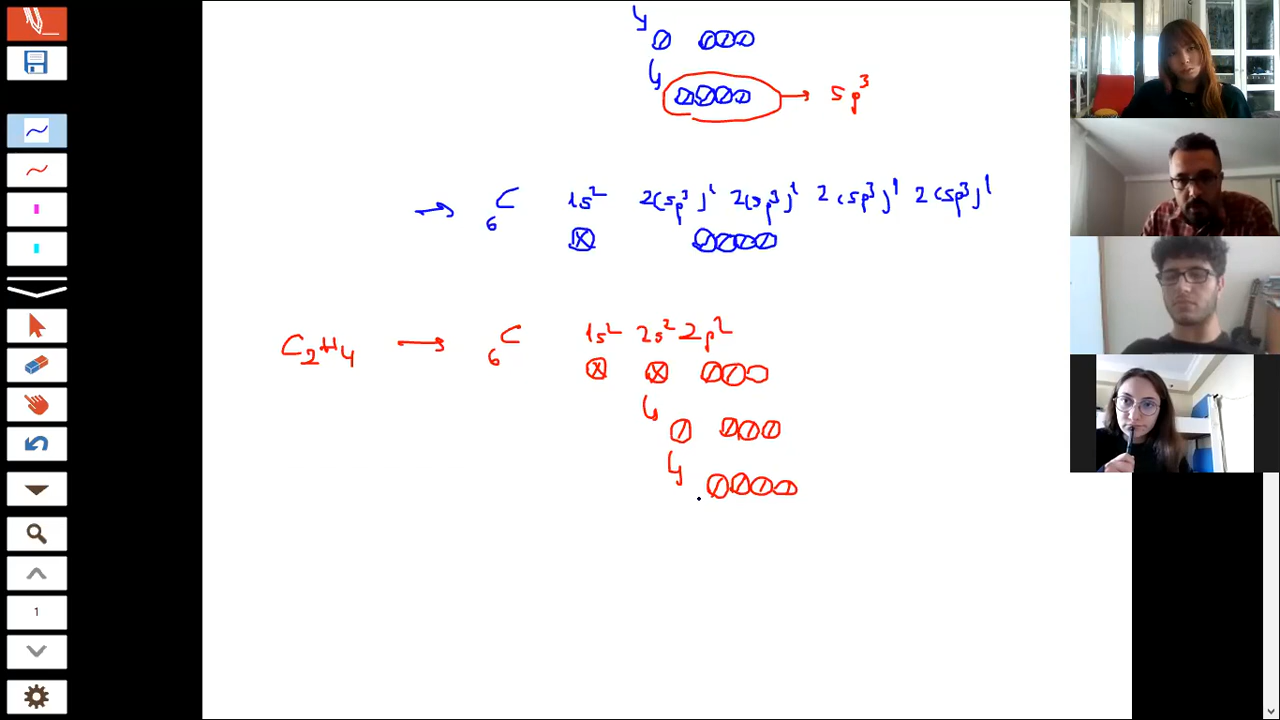 → sp³
→ ₆C 1s² 2(sp³)¹ 2(sp³)¹ 2(sp³)¹ 2(sp³)¹
C₂H₄ → ₆C 1s² 2s² 2p²
1